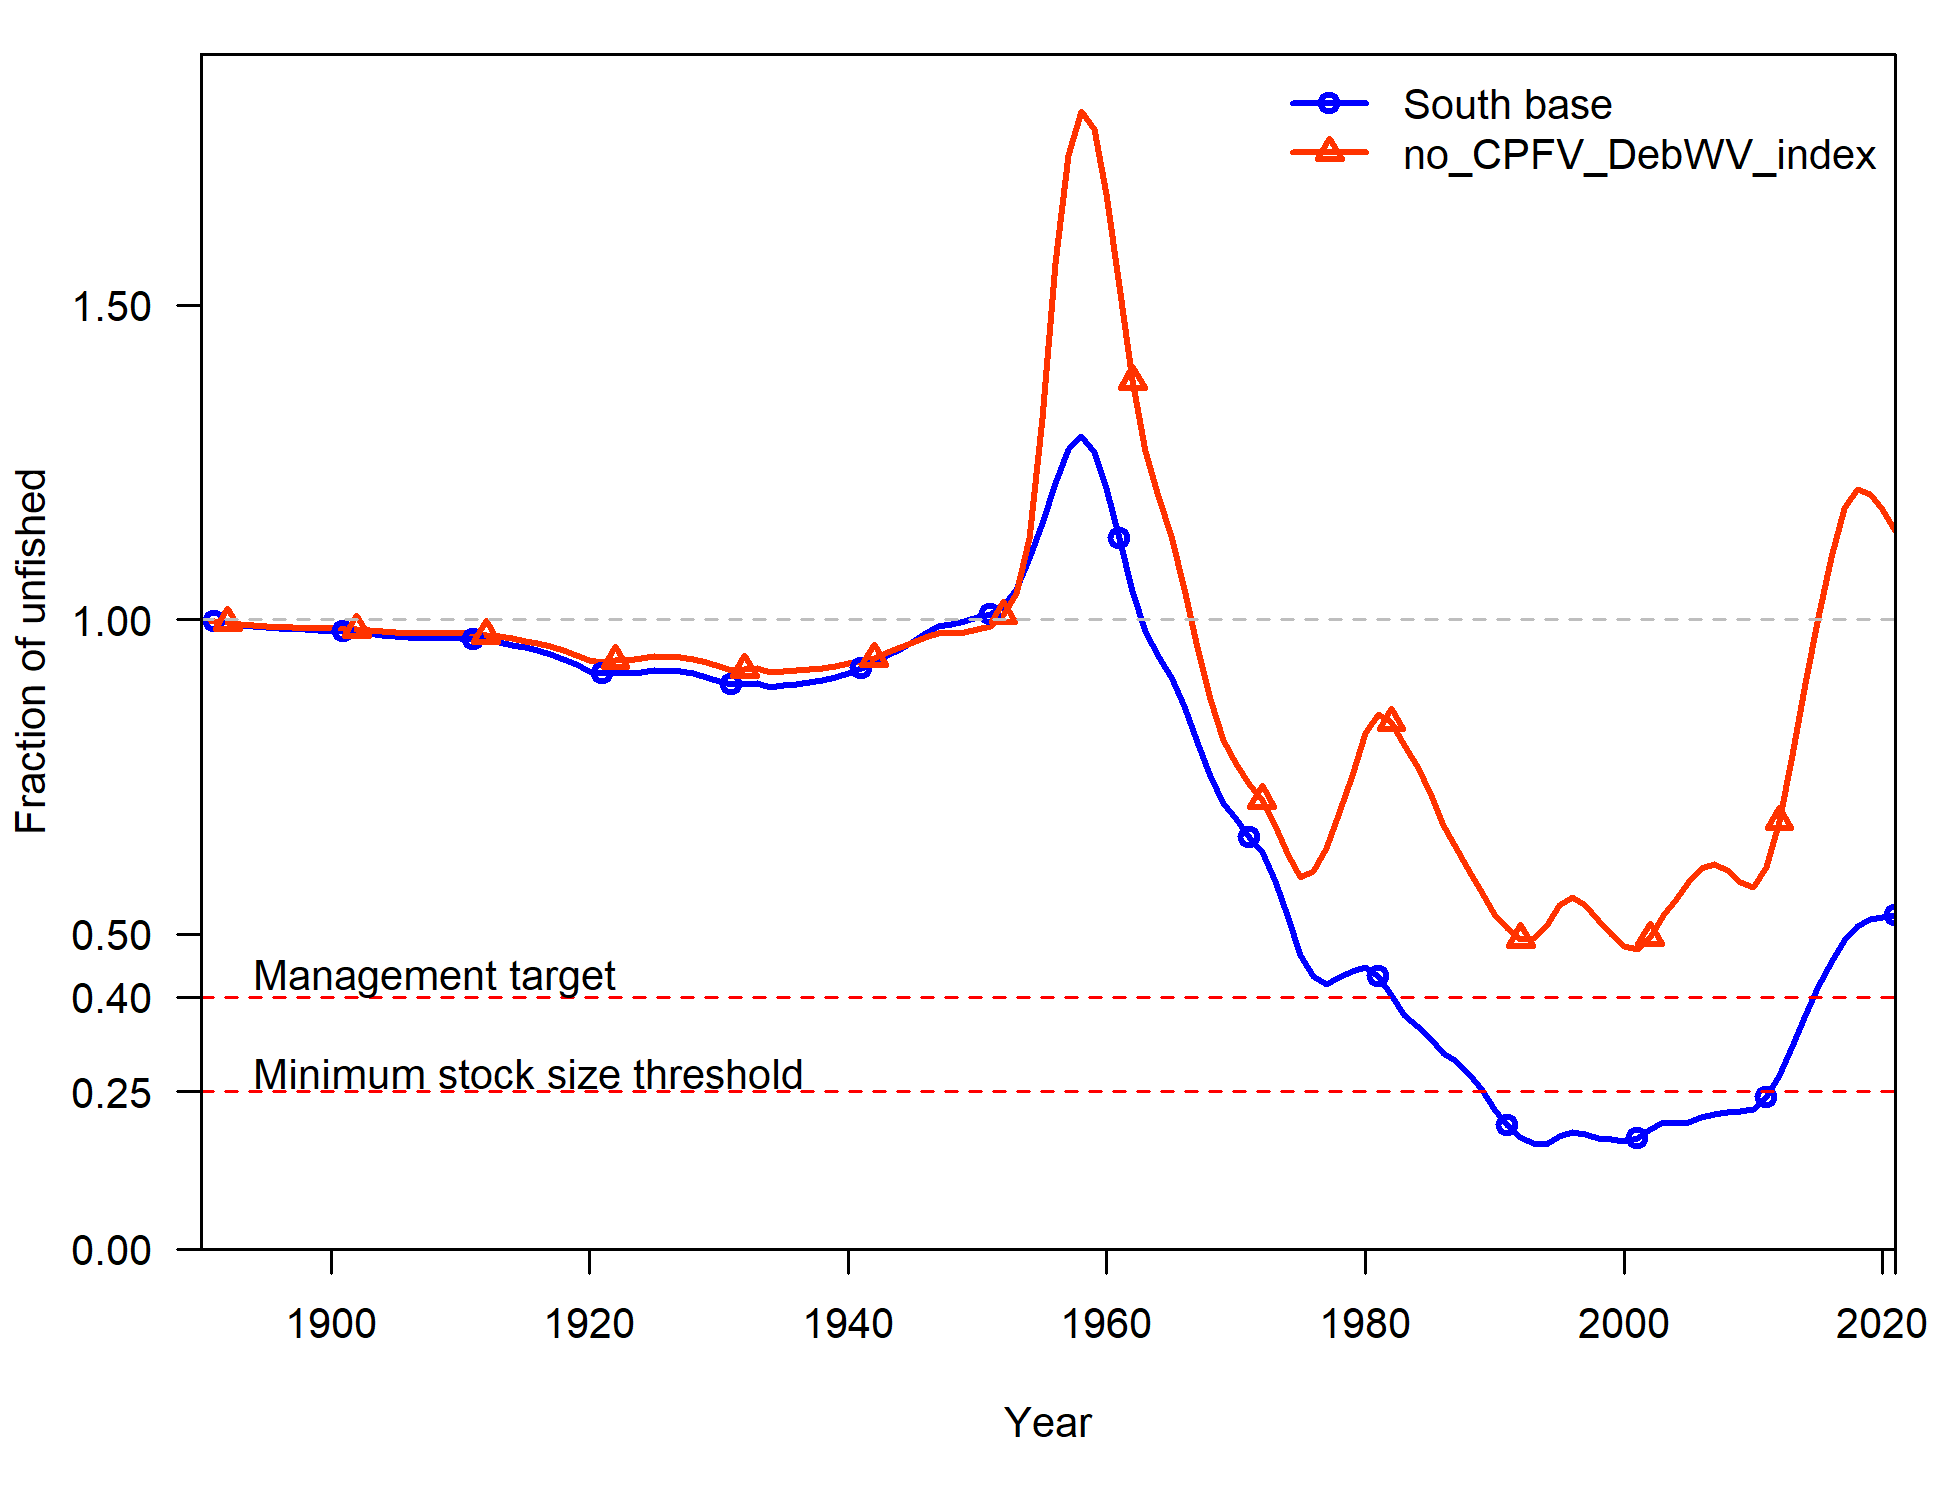 South base
no_CPFV_DebWV_index
Fraction of unfished
1.50
1.00
0.50
0.40
0.25
0.00
Management target
Minimum stock size threshold
1900
1920
1940
1960
1980
2000
2020
Year